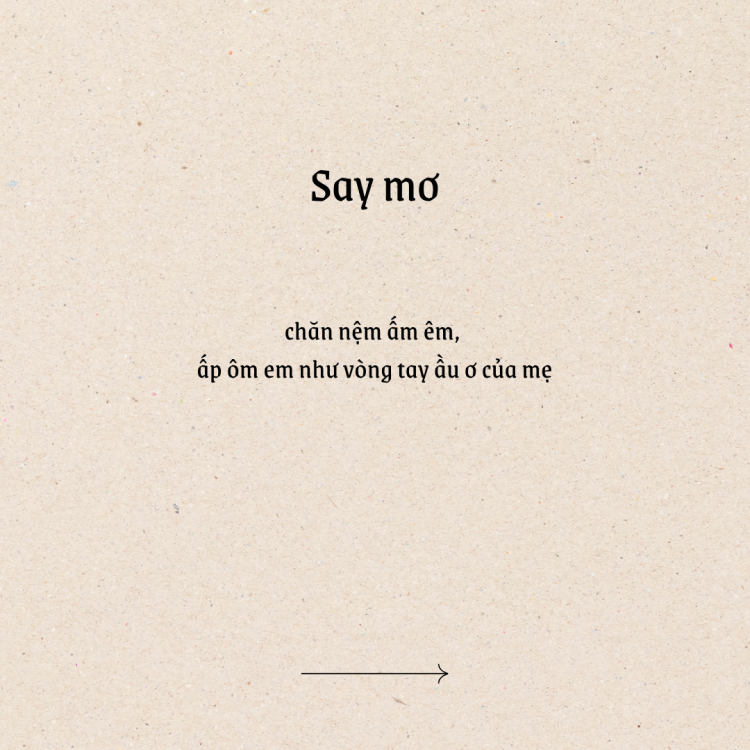 Say mơ
chăn nệm ấm êm,
ấp ôm em như vòng tay ầu ơ của mẹ